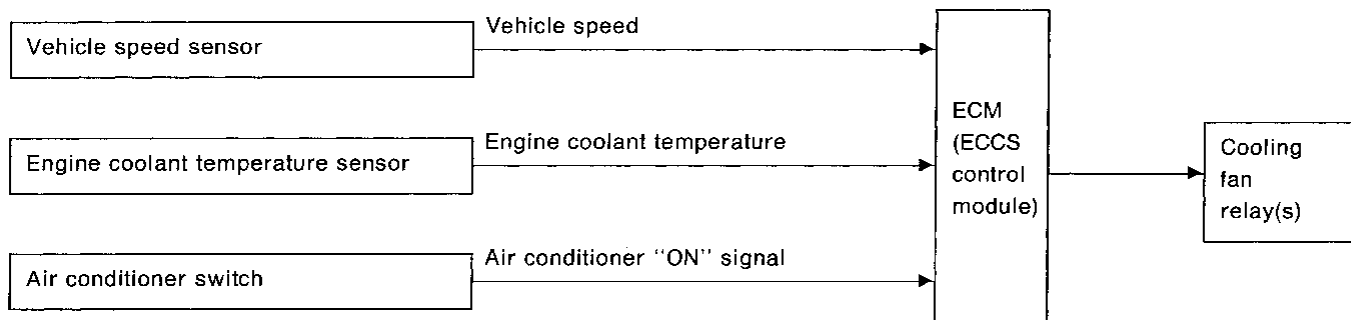 Vehicle speed sensor
Vehicle speed
Engine coolant temperature sensor
Engine coolant temperature
Air conditioner switch
Air conditioner “ON” signal
ECM
(ECCS
control
module)
Cooling
fan
relay(s)